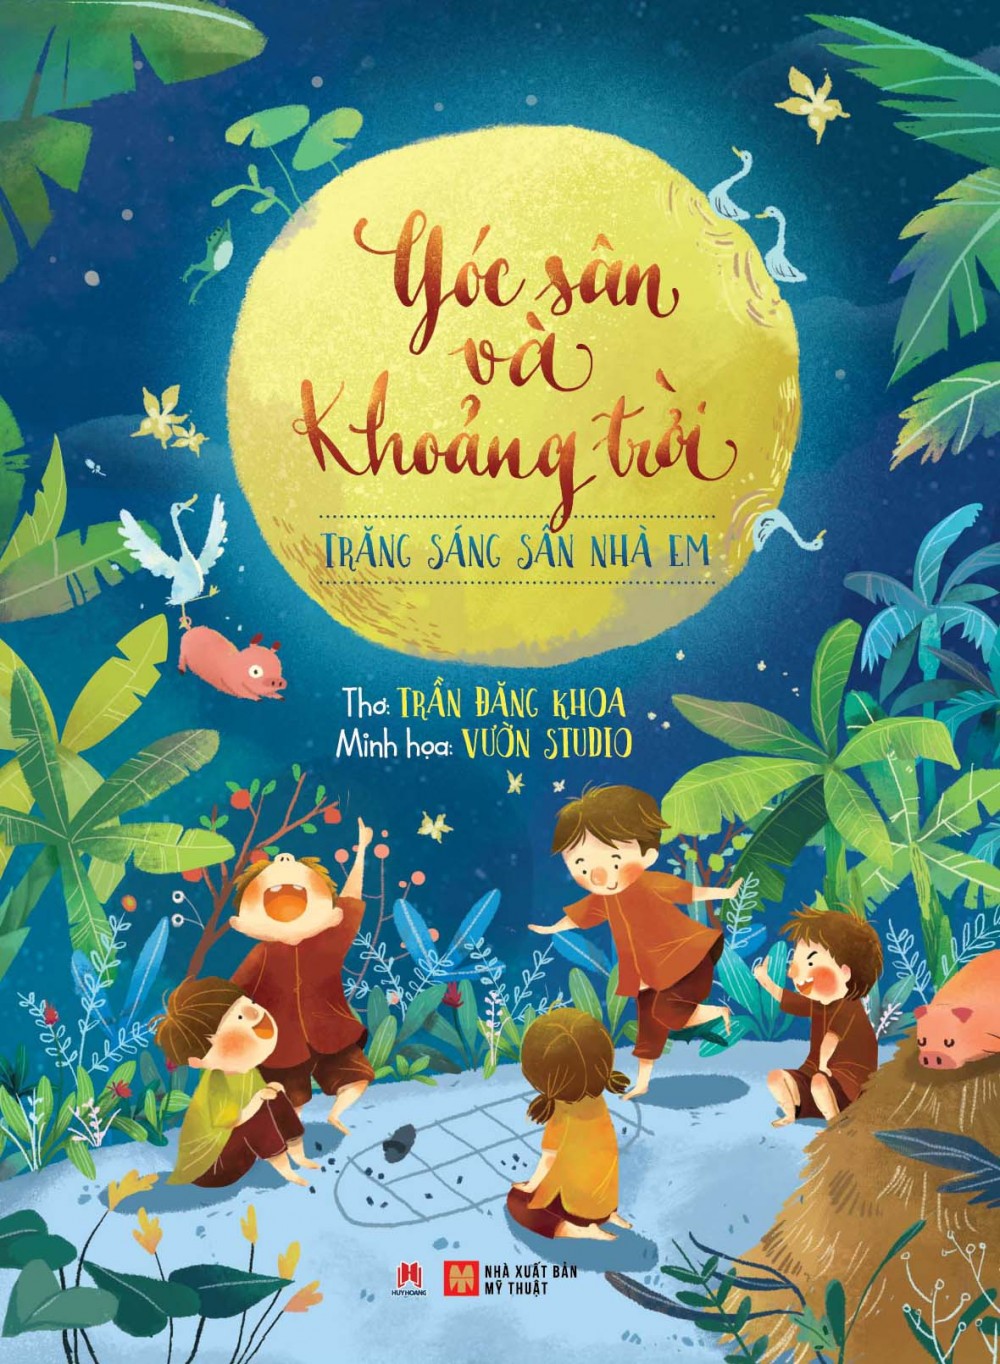 Góc sân
và
Khoảng trời
TRĂNG SÁNG SÂN NHÀ EM
Thơ: TRẦN ĐĂNG KHOA
Minh họa: VƯỜN STUDIO
HUYHOANG
NHÀ XUẤT BẢN
MỸ THUẬT